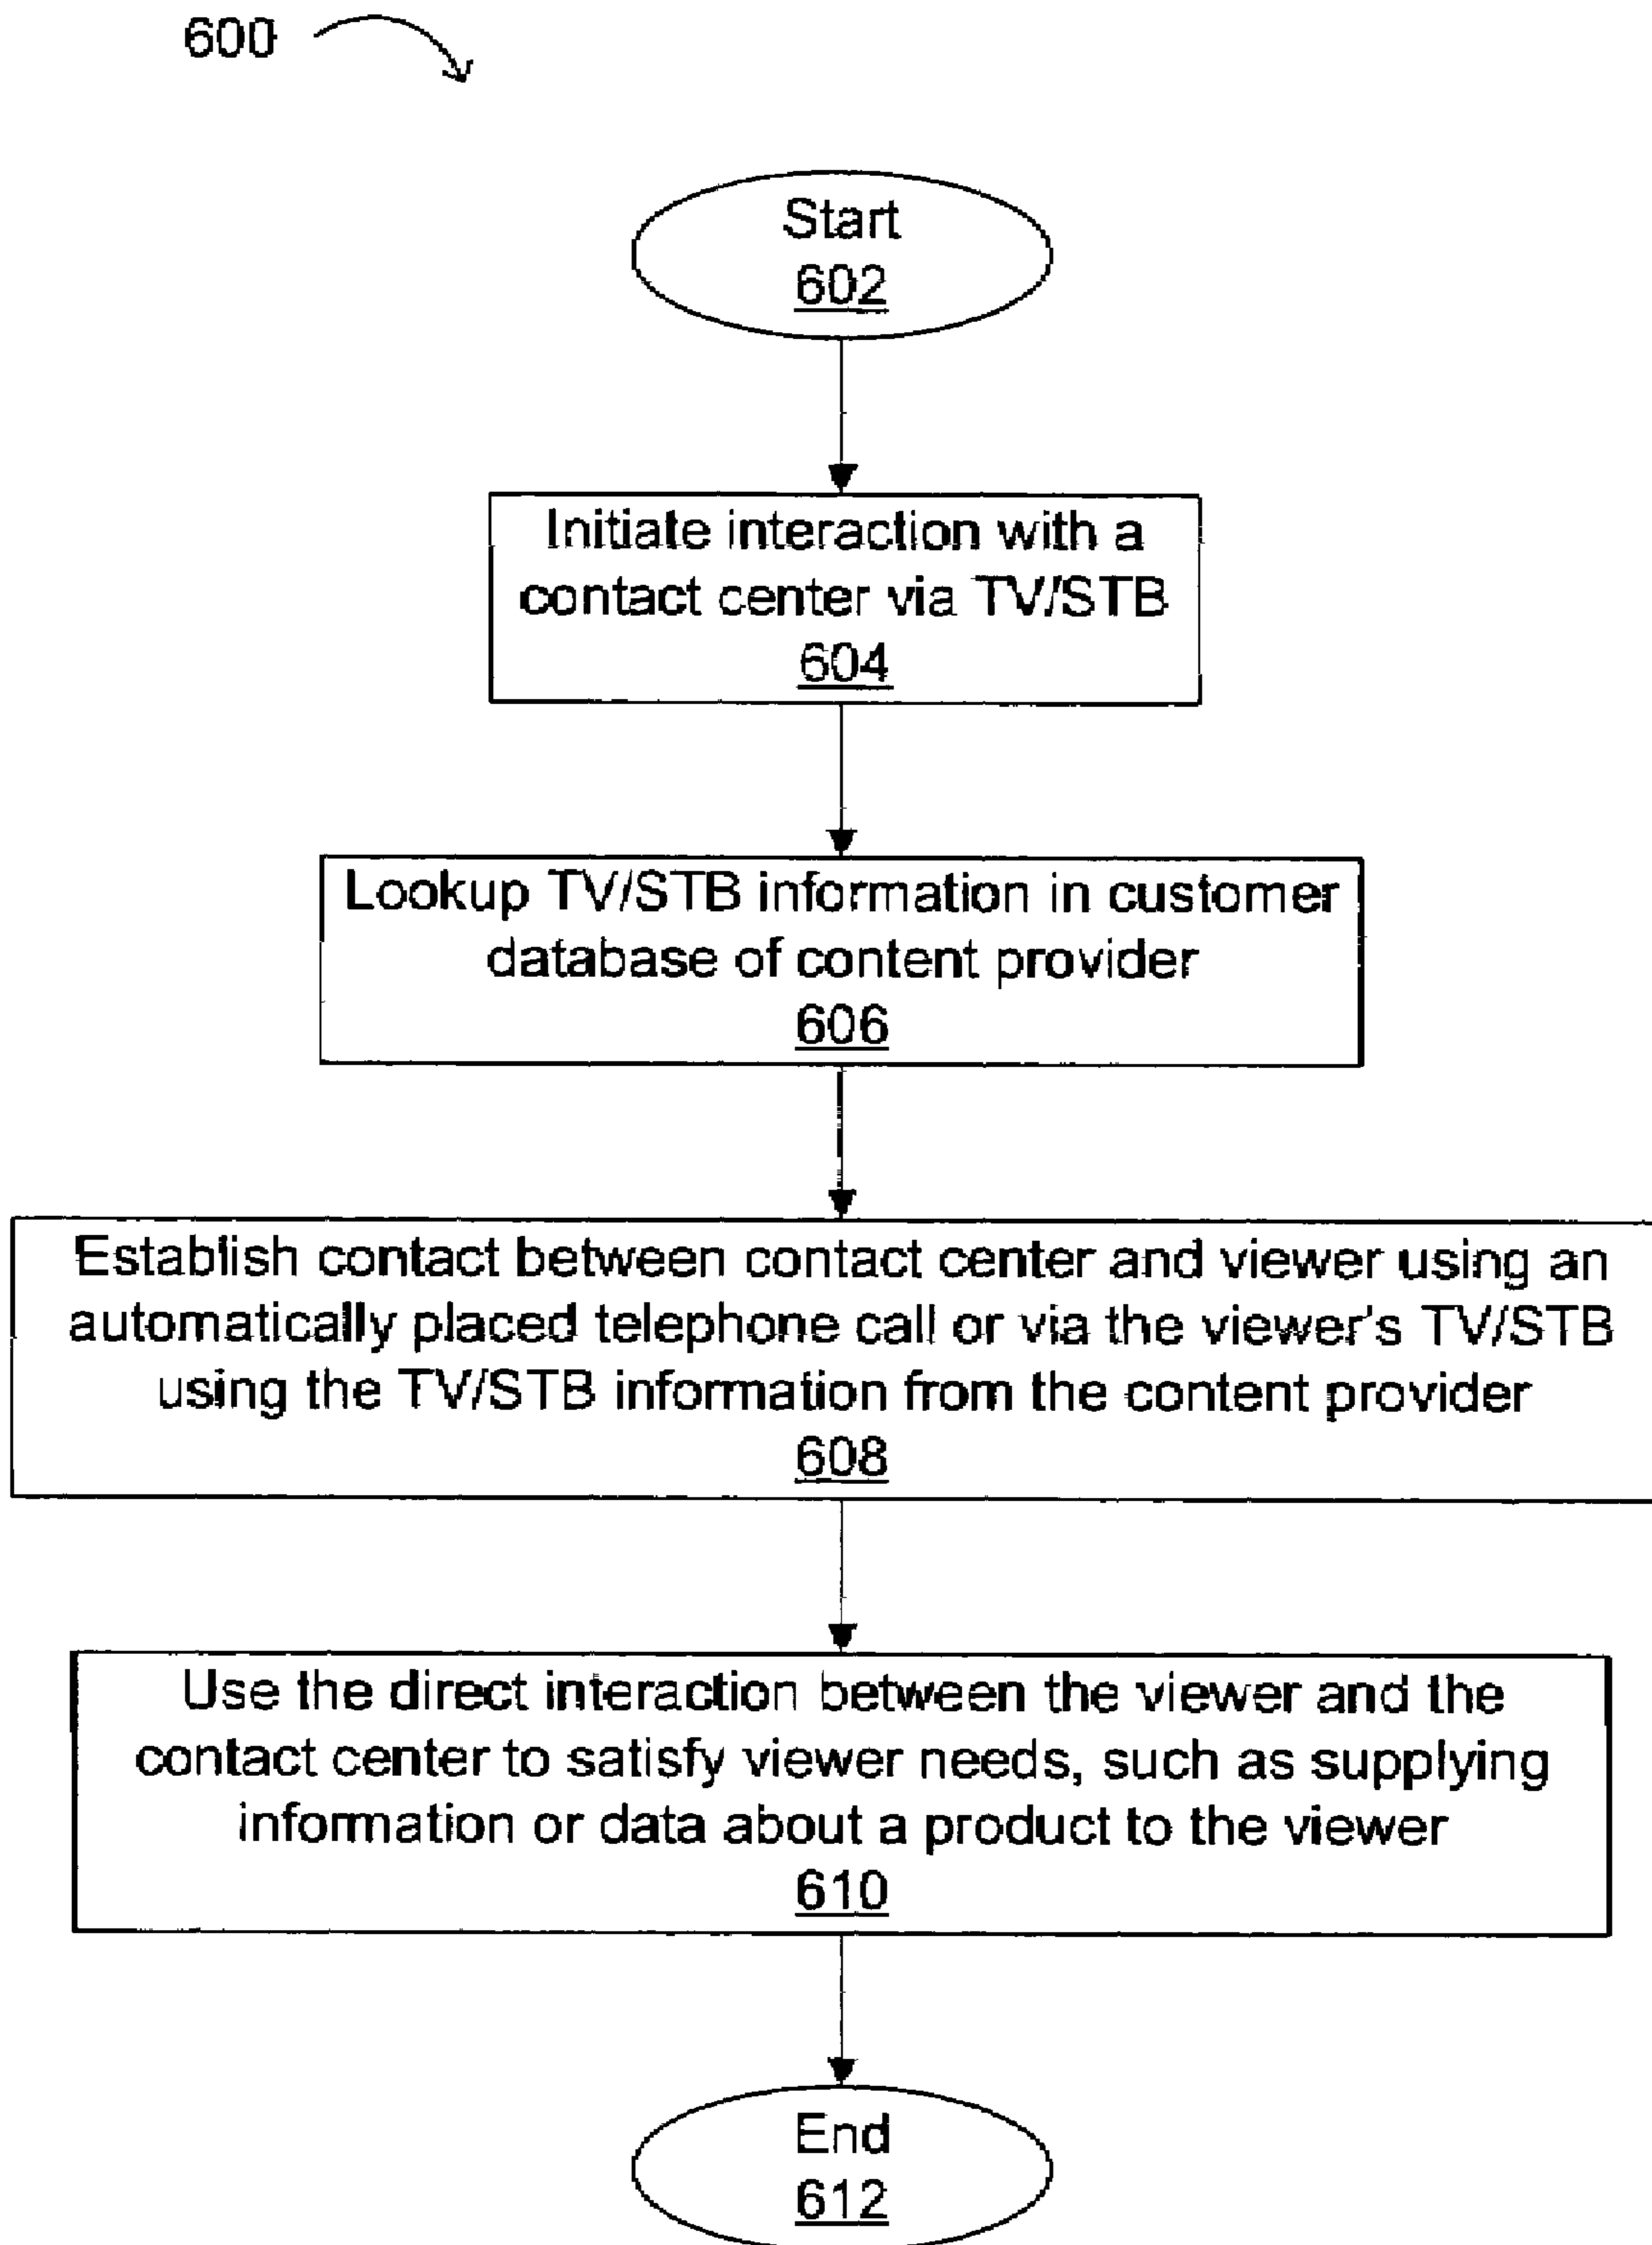 600
Start
602
Initiate interaction with a
contact center via TV/STB
604
Lookup TV/STB information in customer
database of content provider
606
Establish contact between contact center and viewer using an
automatically placed telephone call or via the viewer's TV/STB
using the TV/STB information from the content provider
608
Use the direct interaction between the viewer and the
contact center to satisfy viewer needs, such as supplying
information or data about a product to the viewer
610
End
612